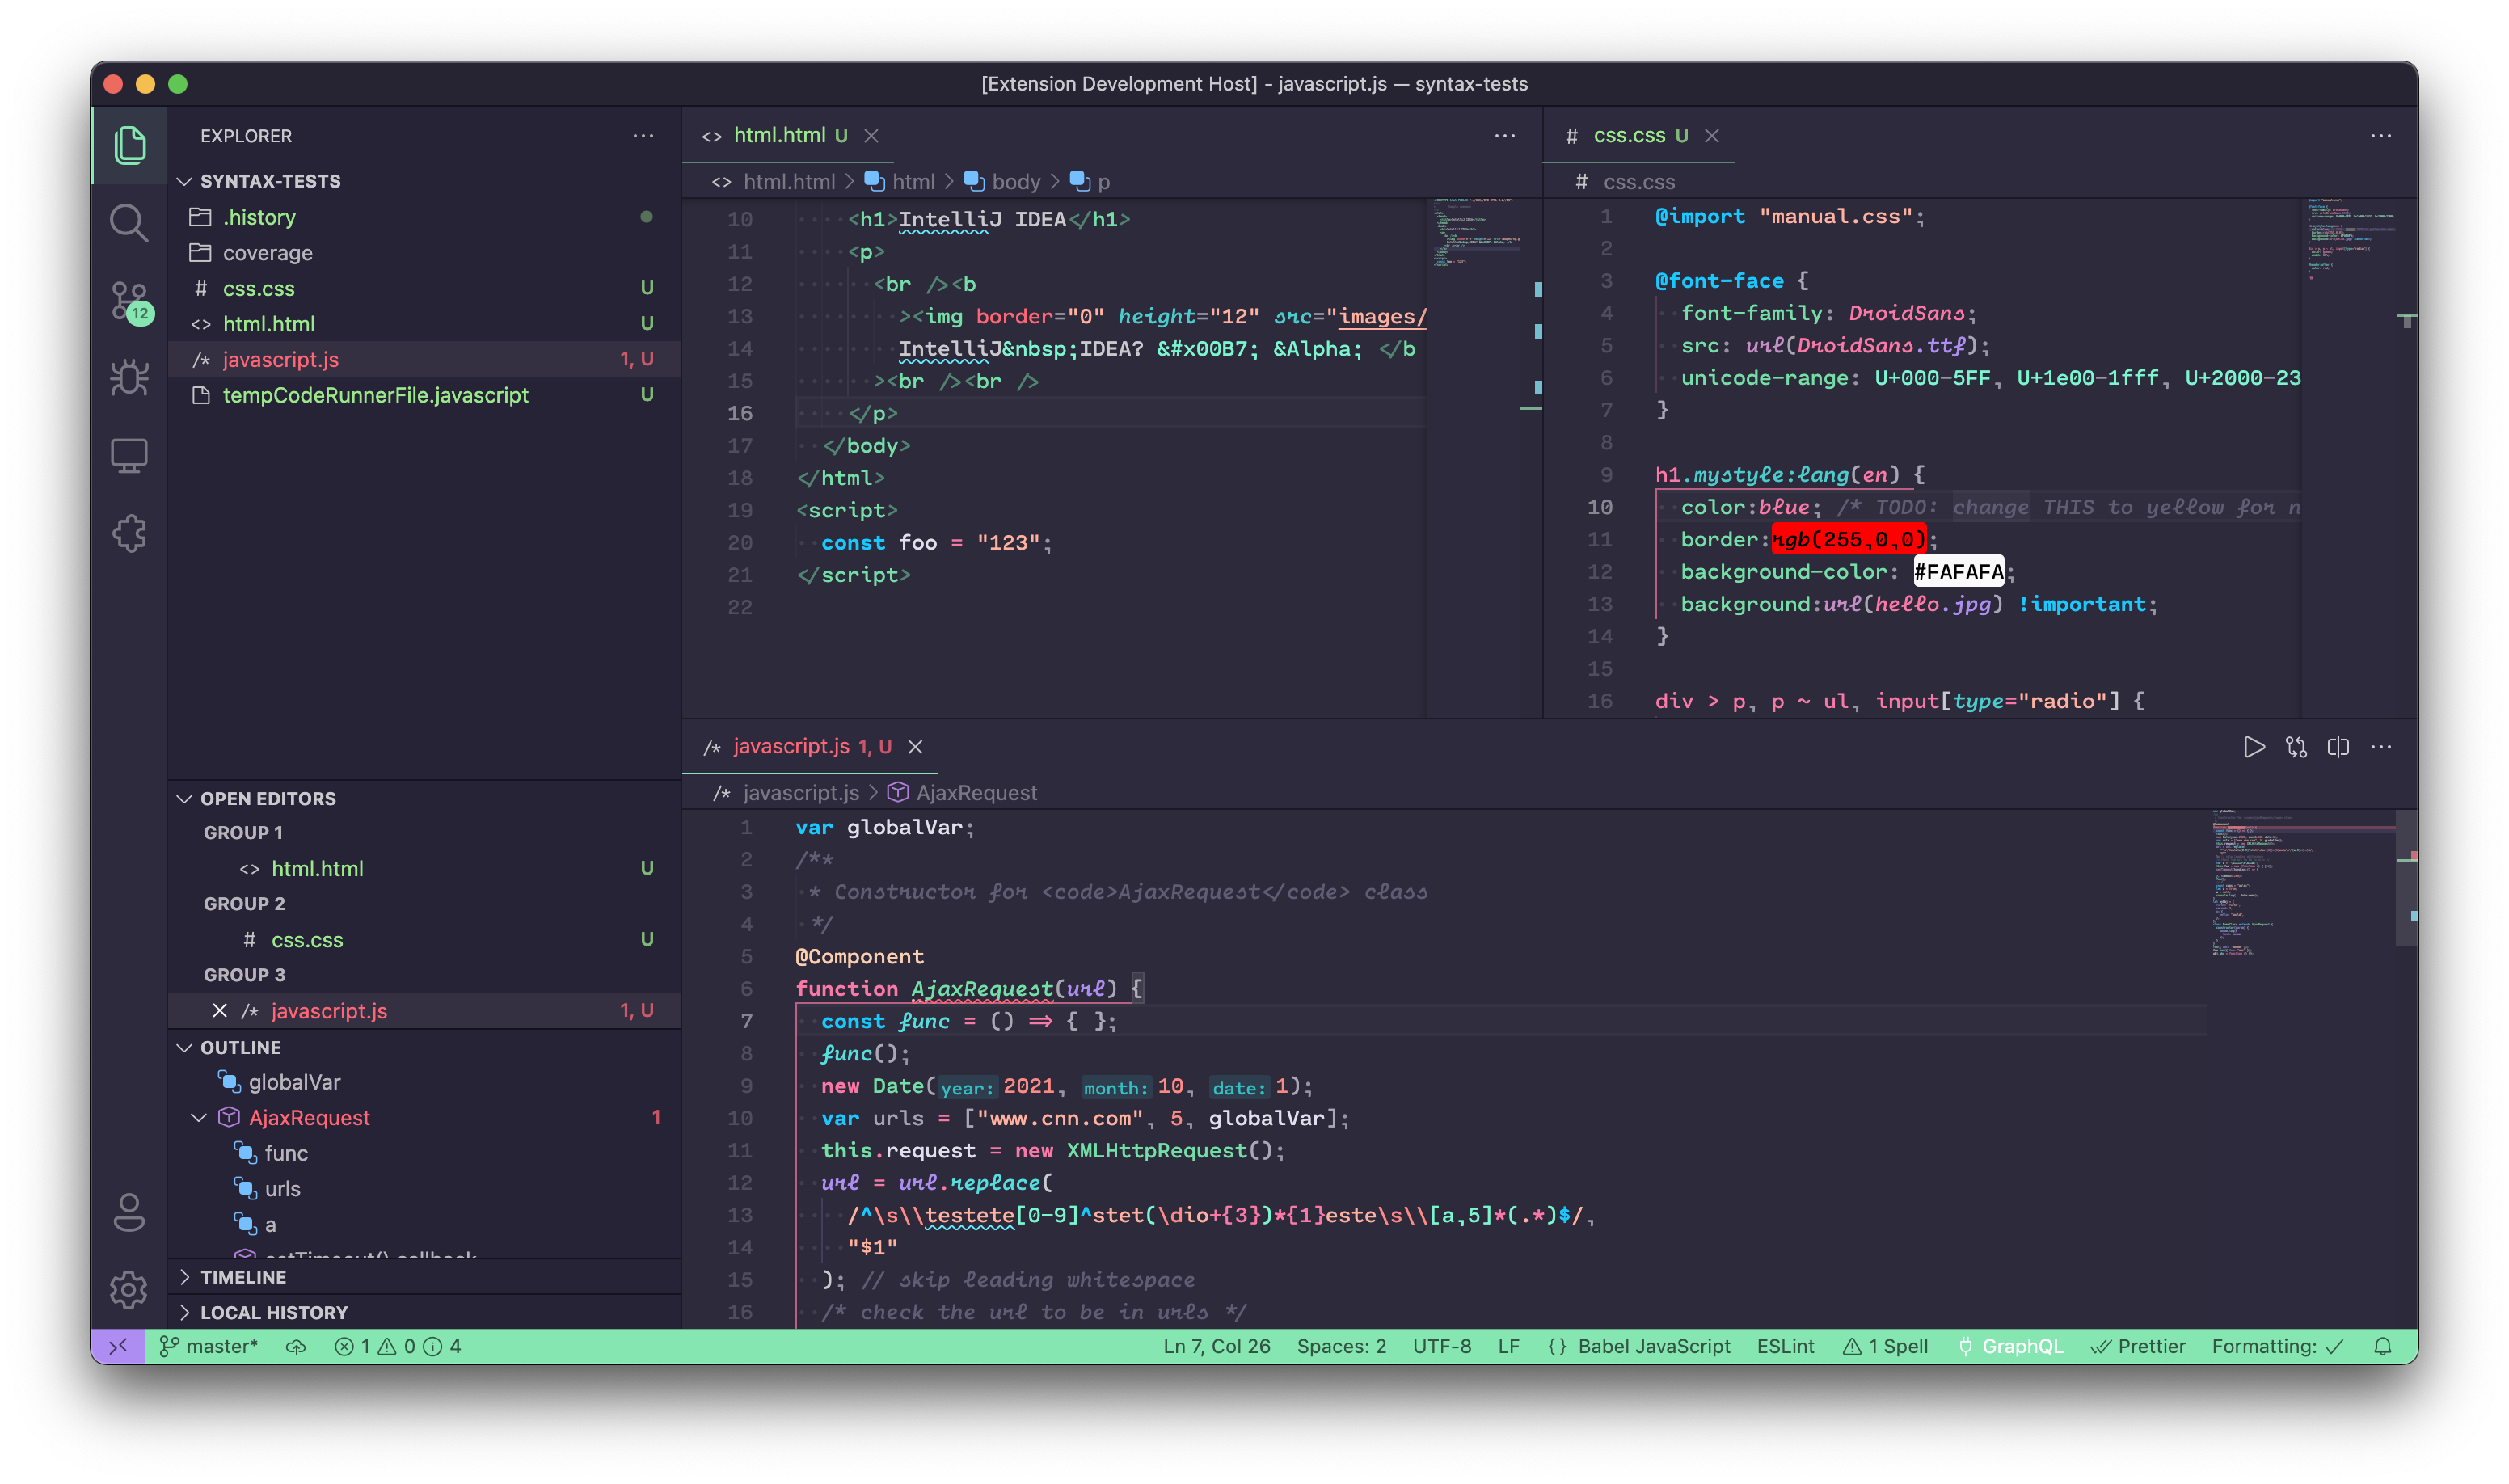 [Extension Development Host] - javascript.js — syntax-tests
EXPLORER
SYNTAX-TESTS
.history
coverage
# css.css U
<> html.html U
/* javascript.js 1, U
tempCodeRunnerFile.javascript U
12
OPEN EDITORS
GROUP 1
<> html.html U
GROUP 2
# css.css U
GROUP 3
/* javascript.js 1, U
OUTLINE
globalVar
AjaxRequest 1
func
urls
a
setTimeout() callback
TIMELINE
LOCAL HISTORY
<> html.html U
<> html.html > html > body > p
10 <h1>IntelliJ IDEA</h1>
11 <p>
12 <br /><b
13 ><img border="0" height="12" src="images/
14 IntelliJ&nbsp;IDEA? &#x00B7; &Alpha; </b
15 ><br /><br />
16 </p>
17 </body>
18 </html>
19 <script>
20 const foo = "123";
21 </script>
22
# css.css U
# css.css
1 @import "manual.css";
2
3 @font-face {
4 font-family: DroidSans;
5 src: url(DroidSans.ttf);
6 unicode-range: U+000-5FF, U+1e00-1fff, U+2000-23
7 }
8
9 h1.mystyle:lang(en) {
10 color:blue; /* TODO: change THIS to yellow for n
11 border:rgb(255,0,0);
12 background-color: #FAFAFA;
13 background:url(hello.jpg) !important;
14 }
15
16 div > p, p ~ ul, input[type="radio"] {
/* javascript.js 1, U
/* javascript.js > AjaxRequest
1 var globalVar;
2 /**
3 * Constructor for <code>AjaxRequest</code> class
4 */
5 @Component
6 function AjaxRequest(url) {
7 const func = () => { };
8 func();
9 new Date(year: 2021, month: 10, date: 1);
10 var urls = ["www.cnn.com", 5, globalVar];
11 this.request = new XMLHttpRequest();
12 url = url.replace(
13 /^\s\\testete[0-9]^stet(\dio+{3})*{1}este\s\\[a,5]*(.*)$/,
14 "$1"
15 ); // skip leading whitespace
16 /* check the url to be in urls */
master* 1 0 4 Ln 7, Col 26 Spaces: 2 UTF-8 LF {} Babel JavaScript ESLint 1 Spell GraphQL Prettier Formatting: ✓